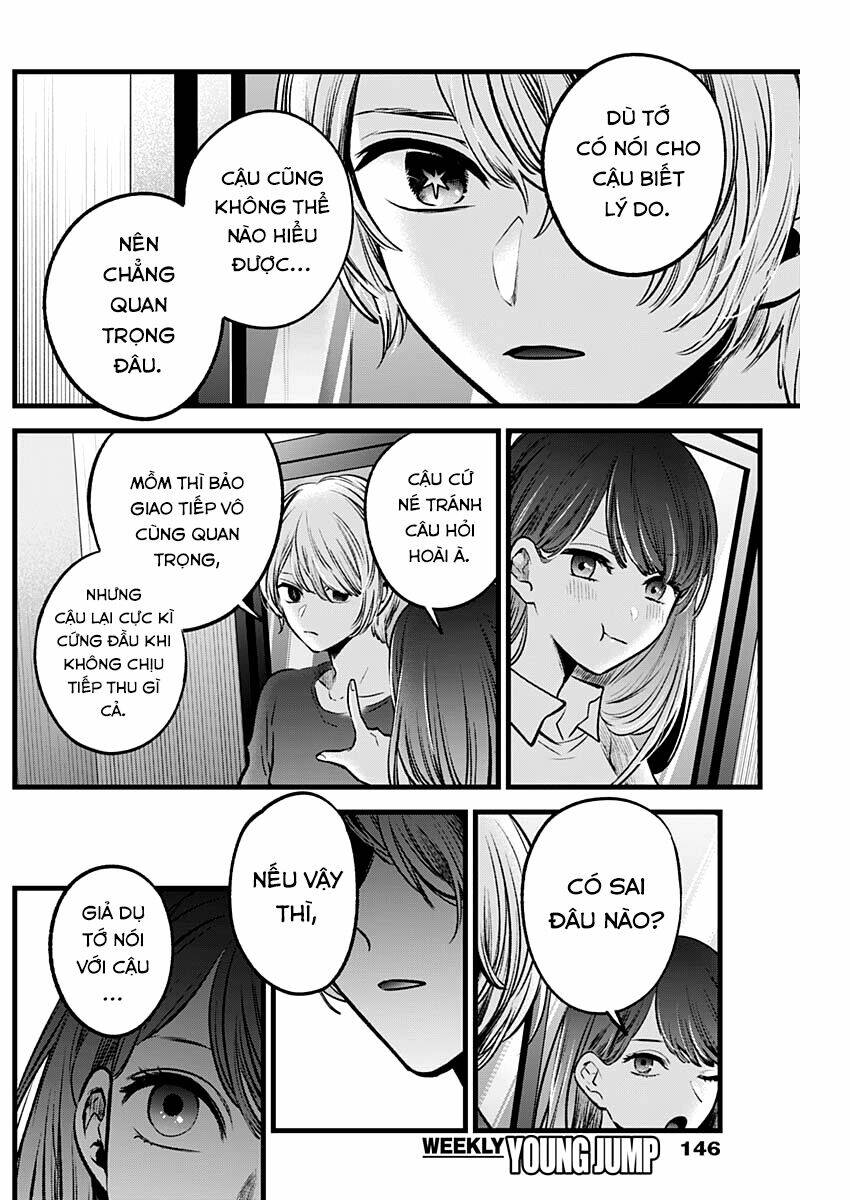 DÙ TỚ
CÓ NÓI CHO
CẬU BIẾT
LÝ DO.
CẬU CŨNG
KHÔNG THỂ
NÀO HIỂU
ĐƯỢC...
NÊN
CHẲNG
QUAN
TRỌNG
ĐÂU.
CẬU CỨ
NÉ TRÁNH
CÂU HỎI
HOÀI À.
MỒM THÌ BẢO
GIAO TIẾP VÔ
CÙNG QUAN
TRỌNG,
NHƯNG
CẬU LẠI CỰC KÌ
CỨNG ĐẦU KHI
KHÔNG CHỊU
TIẾP THU GÌ
CẢ.
CÓ SAI
ĐÂU NÀO?
NẾU VẬY
THÌ,
GIẢ DỤ
TỚ NÓI
VỚI CẬU
...
WEEKLY YOUNG JUMP 146